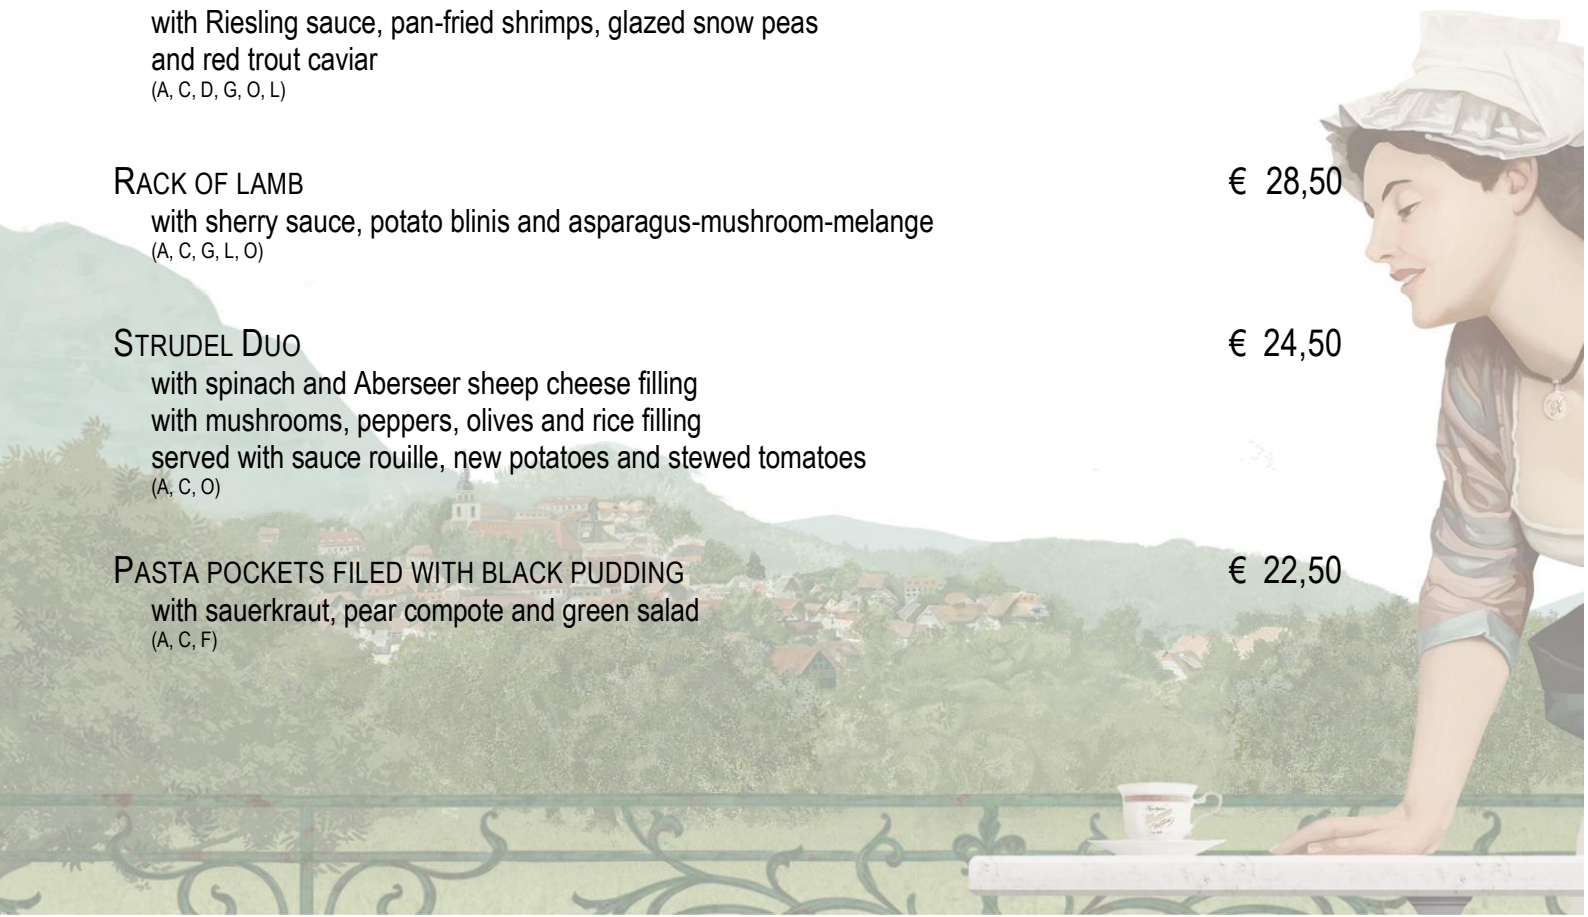 with Riesling sauce, pan-fried shrimps, glazed snow peas
and red trout caviar
(A, C, D, G, O, L)
RACK OF LAMB € 28,50
with sherry sauce, potato blinis and asparagus-mushroom-melange
(A, C, G, L, O)
STRUDEL DUO € 24,50
with spinach and Aberseer sheep cheese filling
with mushrooms, peppers, olives and rice filling
served with sauce rouille, new potatoes and stewed tomatoes
(A, C, O)
PASTA POCKETS FILED WITH BLACK PUDDING € 22,50
with sauerkraut, pear compote and green salad
(A, C, F)